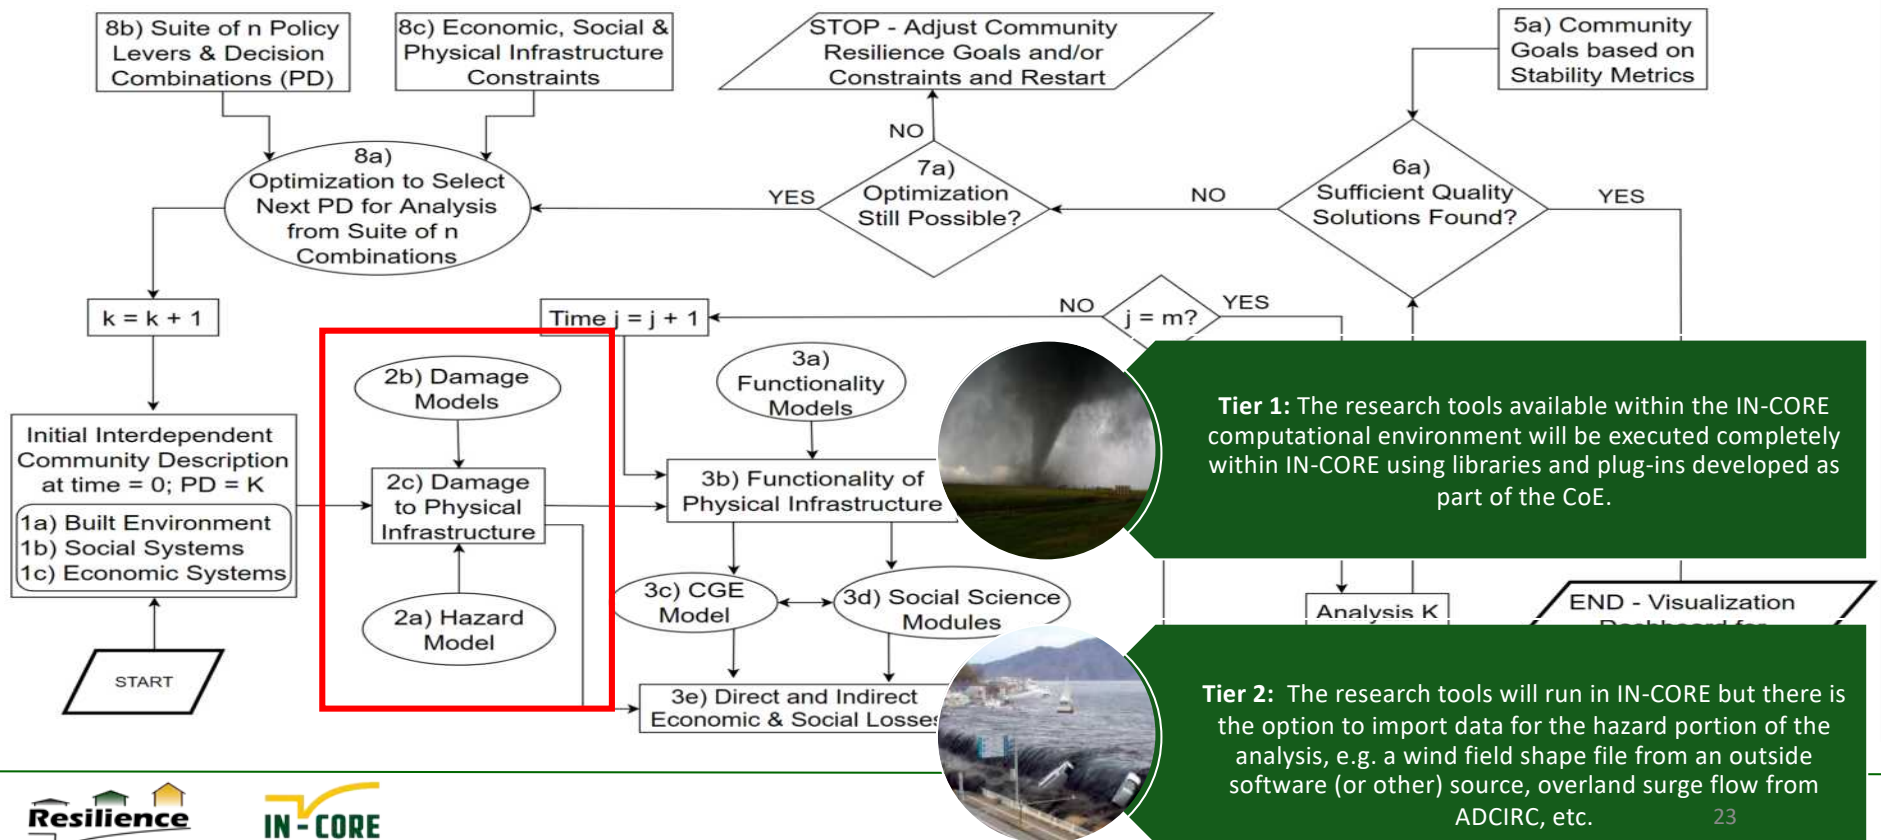 8b) Suite of n Policy
Levers & Decision
Combinations (PD)
8c) Economic, Social &
Physical Infrastructure
Constraints
STOP - Adjust Community
Resilience Goals and/or
Constraints and Restart
5a) Community
Goals based on
Stability Metrics
8a)
Optimization to Select
Next PD for Analysis
from Suite of n
Combinations
YES
NO
7a)
Optimization
Still Possible?
NO
6a)
Sufficient Quality
Solutions Found?
YES
k = k + 1
Time j = j + 1
NO
j = m?
YES
2b) Damage
Models
3a)
Functionality
Models
Initial Interdependent
Community Description
at time = 0; PD = K
1a) Built Environment
1b) Social Systems
1c) Economic Systems
2c) Damage
to Physical
Infrastructure
3b) Functionality of
Physical Infrastructure
2a) Hazard
Model
3c) CGE
Model
3d) Social Science
Modules
3e) Direct and Indirect
Economic & Social Losses
START
Analysis K
END - Visualization
Tier 1: The research tools available within the IN-CORE
computational environment will be executed completely
within IN-CORE using libraries and plug-ins developed as
part of the CoE.
Tier 2: The research tools will run in IN-CORE but there is
the option to import data for the hazard portion of the
analysis, e.g. a wind field shape file from an outside
software (or other) source, overland surge flow from
ADCIRC, etc.
23
Resilience
IN-CORE